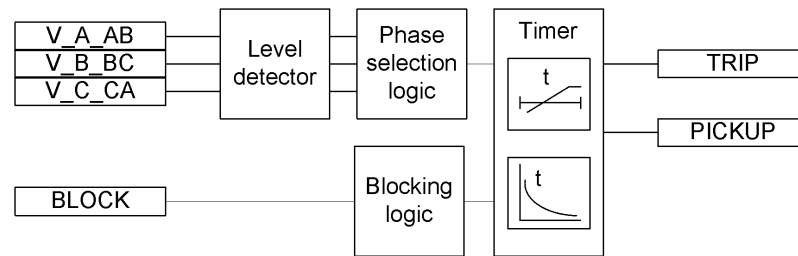 V_A_AB
V_B_BC
V_C_CA
Level
detector
Phase
selection
logic
Timer
t
t
TRIP
PICKUP
BLOCK
Blocking
logic